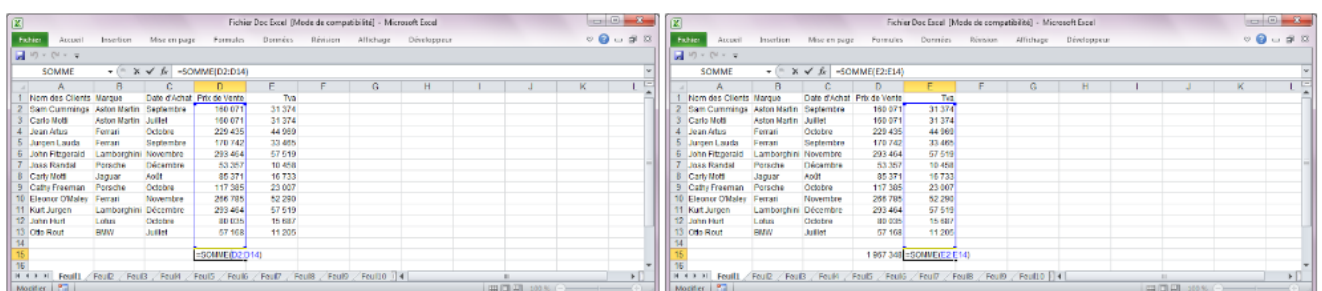 Fichier Doc Excel [Mode de compatibilité] - Microsoft Excel
Fichier Accueil Insertion Mise en page Formules Données Révision Affichage Développeur
SOMME =SOMME(D2:D14)
A B C D E F G H I J K L
1 Nom des Clients Marque Date d'Achat Prix de Vente Tva
2 Sam Cummings Aston Martin Septembre 160 071 31 374
3 Carlo Motti Aston Martin Juillet 160 071 31 374
4 Jean Artus Ferrari Octobre 229 435 44 969
5 Jurgen Lauda Ferrari Septembre 170 742 33 465
6 John Fitzgerald Lamborghini Novembre 293 464 57 519
7 Joss Randal Porsche Décembre 53 357 10 458
8 Carly Motti Jaguar Août 85 371 16 733
9 Cathy Freeman Porsche Octobre 117 385 23 007
10 Eleonor O'Maley Ferrari Novembre 266 785 52 290
11 Kurt Jurgen Lamborghini Décembre 293 464 57 519
12 John Hurt Lotus Octobre 80 035 15 687
13 Otto Rout BMW Juillet 57 168 11 205
14
15 =SOMME(D2:D14)
16
Feuil1 Feuil2 Feuil3 Feuil4 Feuil5 Feuil6 Feuil7 Feuil8 Feuil9 Feuil10
Modifier 100 %
Fichier Doc Excel [Mode de compatibilité] - Microsoft Excel
Fichier Accueil Insertion Mise en page Formules Données Révision Affichage Développeur
SOMME =SOMME(E2:E14)
A B C D E F G H I J K L
1 Nom des Clients Marque Date d'Achat Prix de Vente Tva
2 Sam Cummings Aston Martin Septembre 160 071 31 374
3 Carlo Motti Aston Martin Juillet 160 071 31 374
4 Jean Artus Ferrari Octobre 229 435 44 969
5 Jurgen Lauda Ferrari Septembre 170 742 33 465
6 John Fitzgerald Lamborghini Novembre 293 464 57 519
7 Joss Randal Porsche Décembre 53 357 10 458
8 Carly Motti Jaguar Août 85 371 16 733
9 Cathy Freeman Porsche Octobre 117 385 23 007
10 Eleonor O'Maley Ferrari Novembre 266 785 52 290
11 Kurt Jurgen Lamborghini Décembre 293 464 57 519
12 John Hurt Lotus Octobre 80 035 15 687
13 Otto Rout BMW Juillet 57 168 11 205
14
15 1 967 348 =SOMME(E2:E14)
16
Feuil1 Feuil2 Feuil3 Feuil4 Feuil5 Feuil6 Feuil7 Feuil8 Feuil9 Feuil10
Modifier 100 %